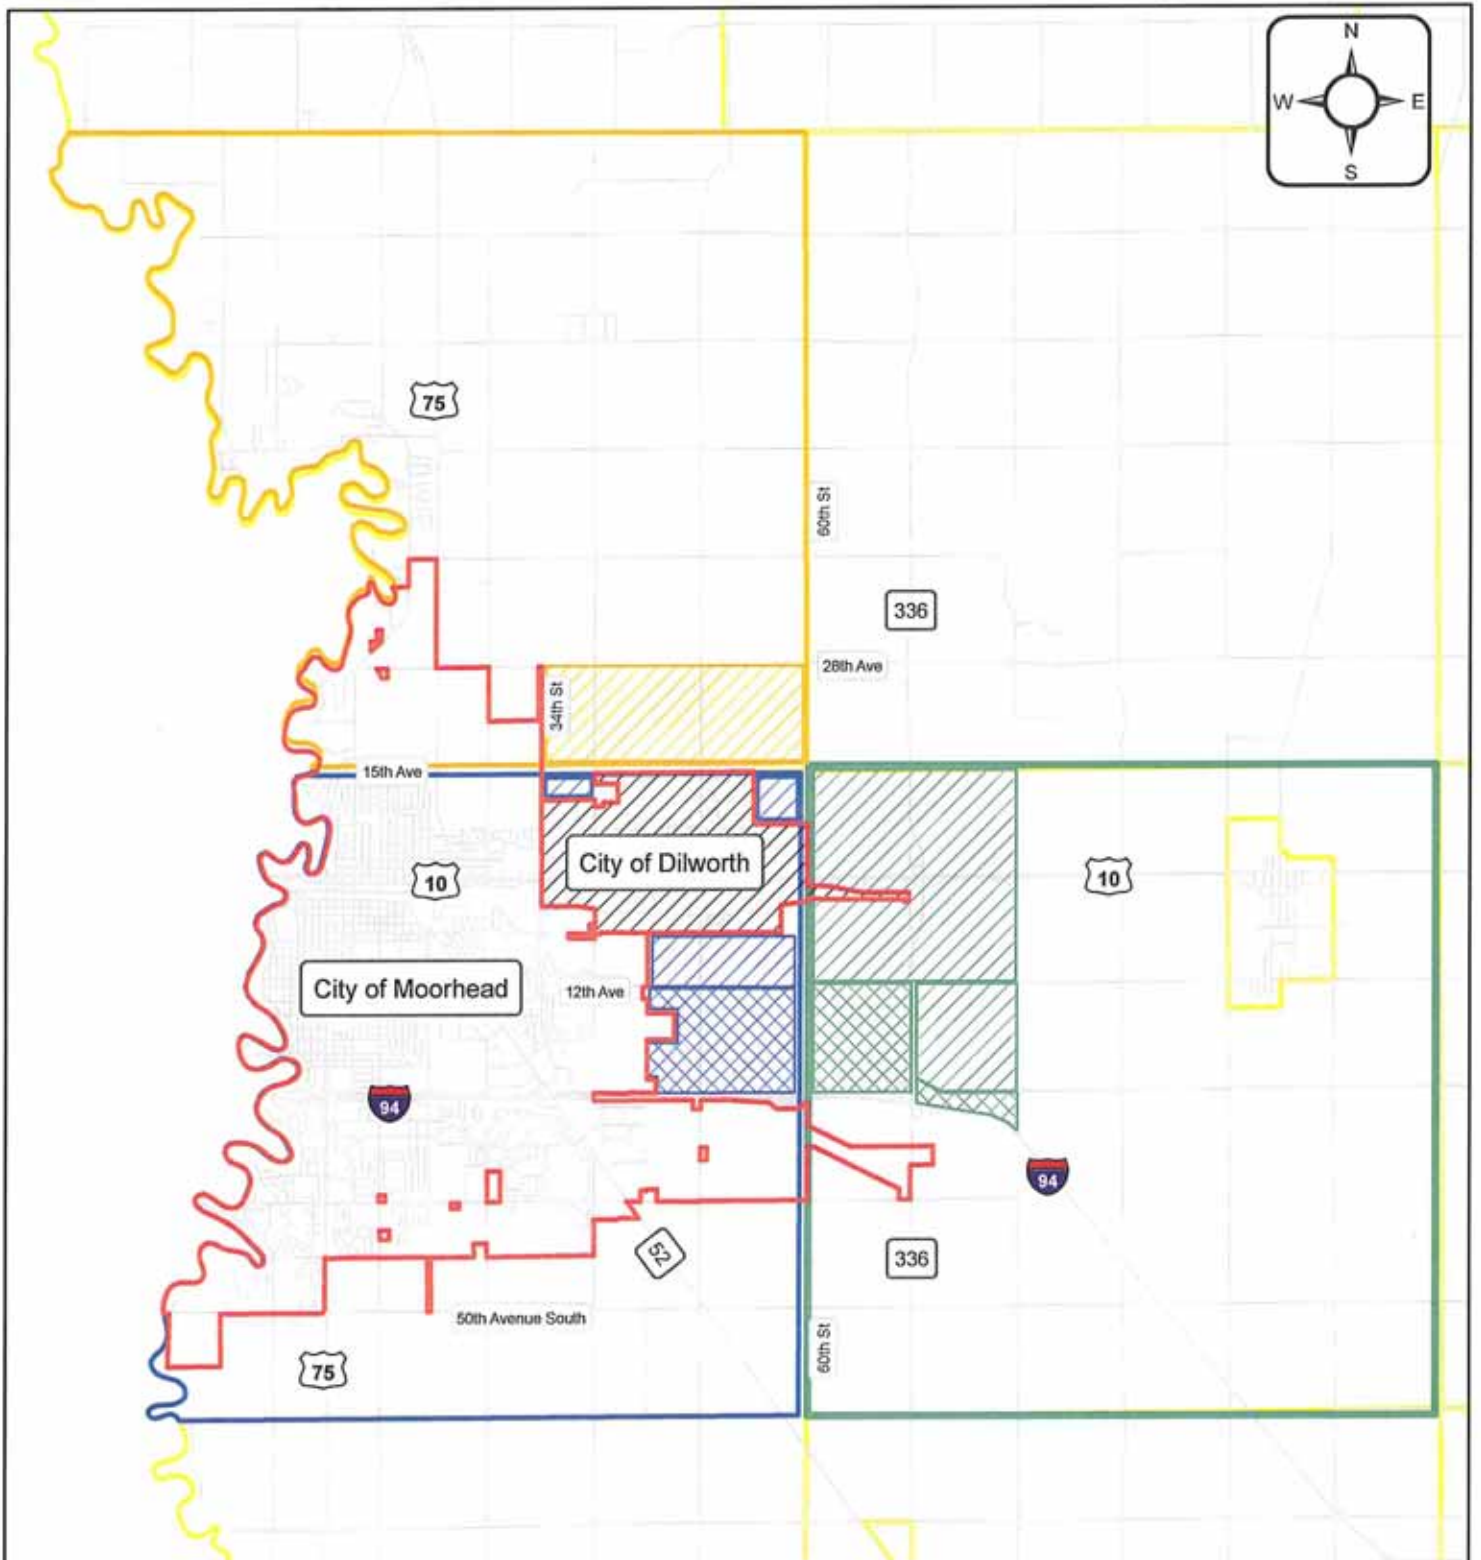 N
W E
S
75
60th St
336
28th Ave
34th St
15th Ave
City of Dilworth
10
10
City of Moorhead
12th Ave
94
94
52
336
50th Avenue South
60th St
75